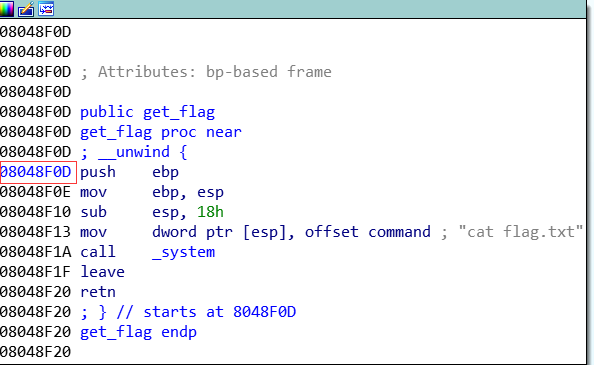 08048F0D
08048F0D
08048F0D ; Attributes: bp-based frame
08048F0D
08048F0D public get_flag
08048F0D get_flag proc near
08048F0D ; __unwind {
08048F0D push    ebp
08048F0E mov     ebp, esp
08048F10 sub     esp, 18h
08048F13 mov     dword ptr [esp], offset command ; "cat flag.txt"
08048F1A call    _system
08048F1F leave
08048F20 retn
08048F20 ; } // starts at 8048F0D
08048F20 get_flag endp
08048F20